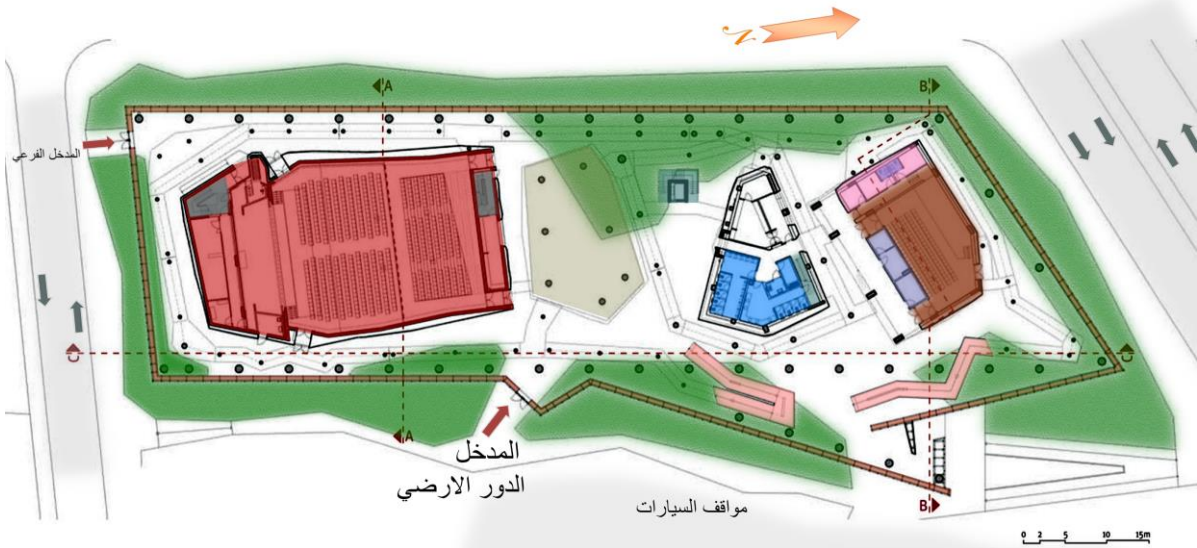 N
A
B
المدخل الفرعي
C
C
A
المدخل
الدور الارضي
مواقف السيارات
B
0 2 5 10 15m